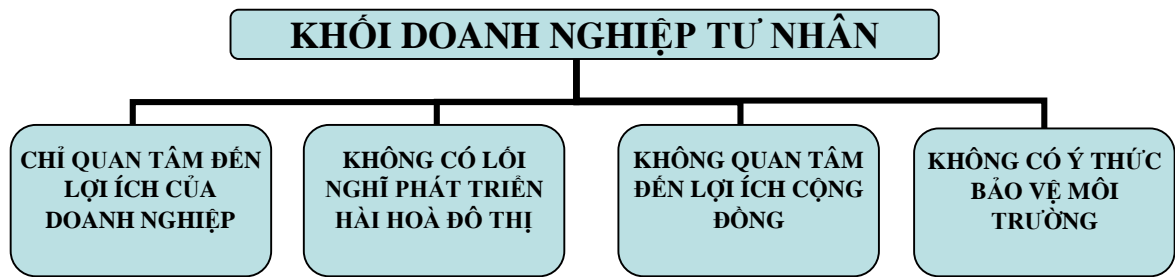 KHỐI DOANH NGHIỆP TƯ NHÂN
CHỈ QUAN TÂM ĐẾN
LỢI ÍCH CỦA
DOANH NGHIỆP
KHÔNG CÓ LỐI
NGHĨ PHÁT TRIỂN
HÀI HOÀ ĐÔ THỊ
KHÔNG QUAN TÂM
ĐẾN LỢI ÍCH CỘNG
ĐỒNG
KHÔNG CÓ Ý THỨC
BẢO VỆ MÔI
TRƯỜNG